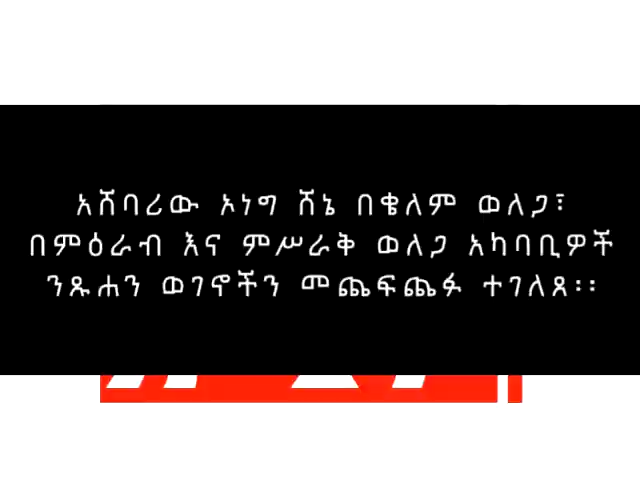 አሸባሪው ኦነግ ሸኔ በቄለም ወለጋ፣
በምዕራብ እና ምሥራቅ ወለጋ አካባቢዎች
ንጹሐን ወገኖችን መጨፍጨፉ ተገለጸ፡፡